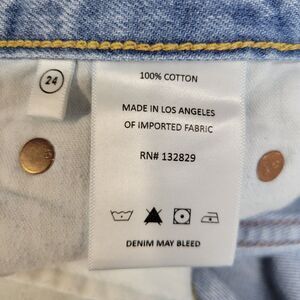 24
100% COTTON
MADE IN LOS ANGELES
OF IMPORTED FABRIC
RN# 132829
DENIM MAY BLEED